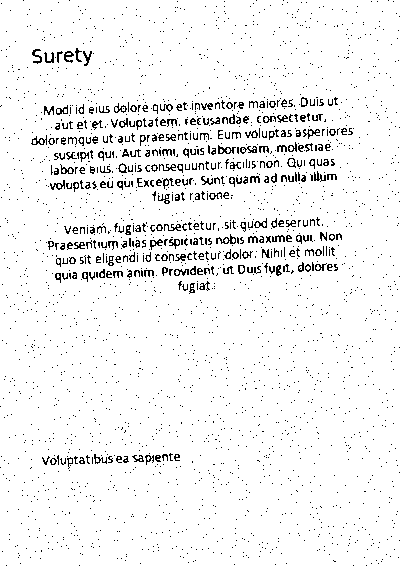 Surety
Modi id eius dolore quo et inventore maiores. Duis ut
aut et et. Voluptatem, recusandae, consectetur,
doloremque ut aut praesentium. Eum voluptas asperiores
suscipit qui. Aut animi, quis laboriosam, molestiae
labore eius. Quis consequuntur facilis non. Qui quas
voluptas eu qui Excepteur. Sunt quam ad nulla illum
fugiat ratione.
Veniam, fugiat consectetur, sit quod deserunt.
Praesentium alias perspiciatis nobis maxime qui. Non
quo sit eligendi id consectetur dolor. Nihil et mollit
quia quidem anim. Provident, ut Duis fugit, dolores
fugiat.
Voluptatibus ea sapiente